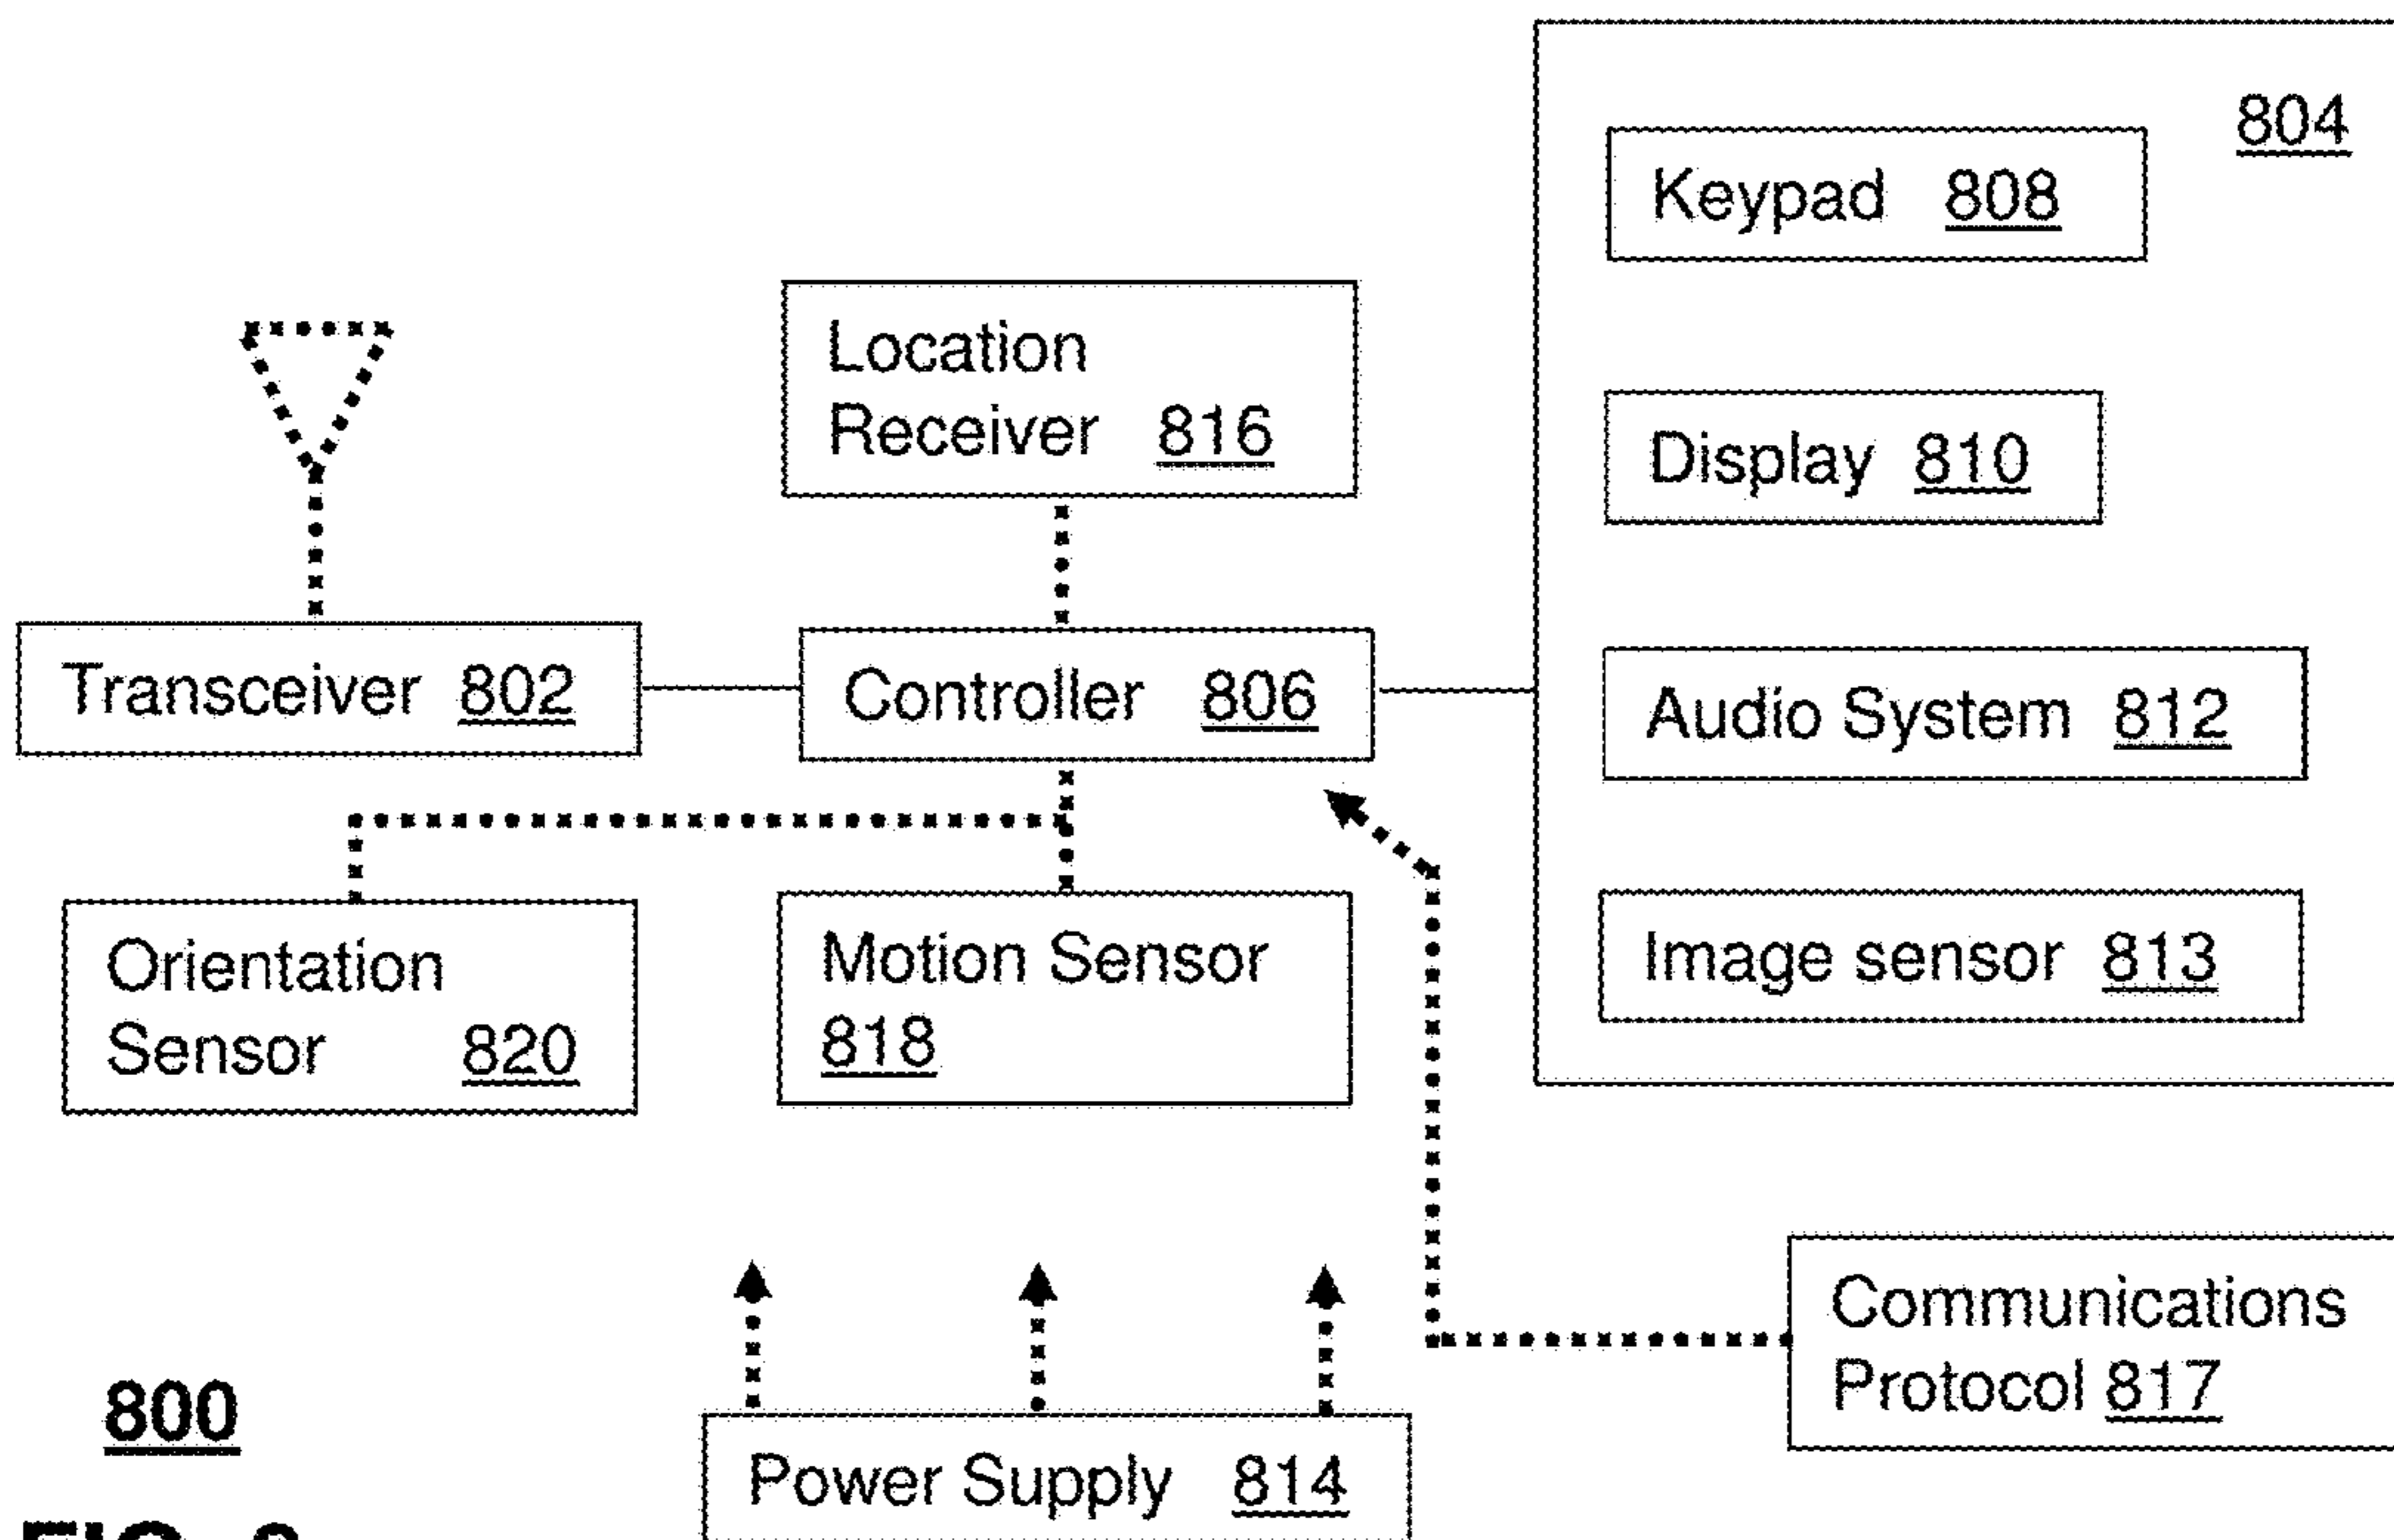 804
Keypad 808
Location
Receiver 816
Display 810
Transceiver 802
Controller 806
Audio System 812
Orientation
Sensor 820
Motion Sensor
818
Image sensor 813
Communications
Protocol 817
800
Power Supply 814